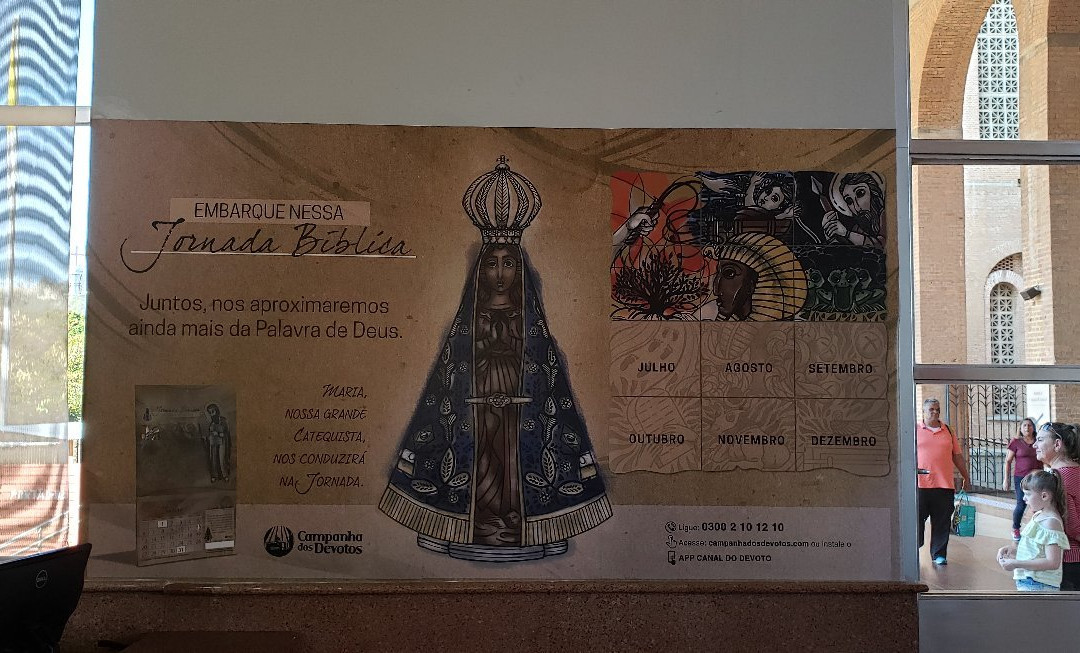 EMBARQUE NESSA
Jornada Bíblica
Juntos, nos aproximaremos
ainda mais da Palavra de Deus.
MARIA,
NOSSA GRANDE
CATEQUISTA,
NOS CONDUZIRÁ
NA JORNADA.
Campanha
dos Devotos
JULHO AGOSTO SETEMBRO
OUTUBRO NOVEMBRO DEZEMBRO
Ligue: 0300 2 10 12 10
Acesse: campanhadosdevotos.com ou instale o
APP CANAL DO DEVOTO
DELL